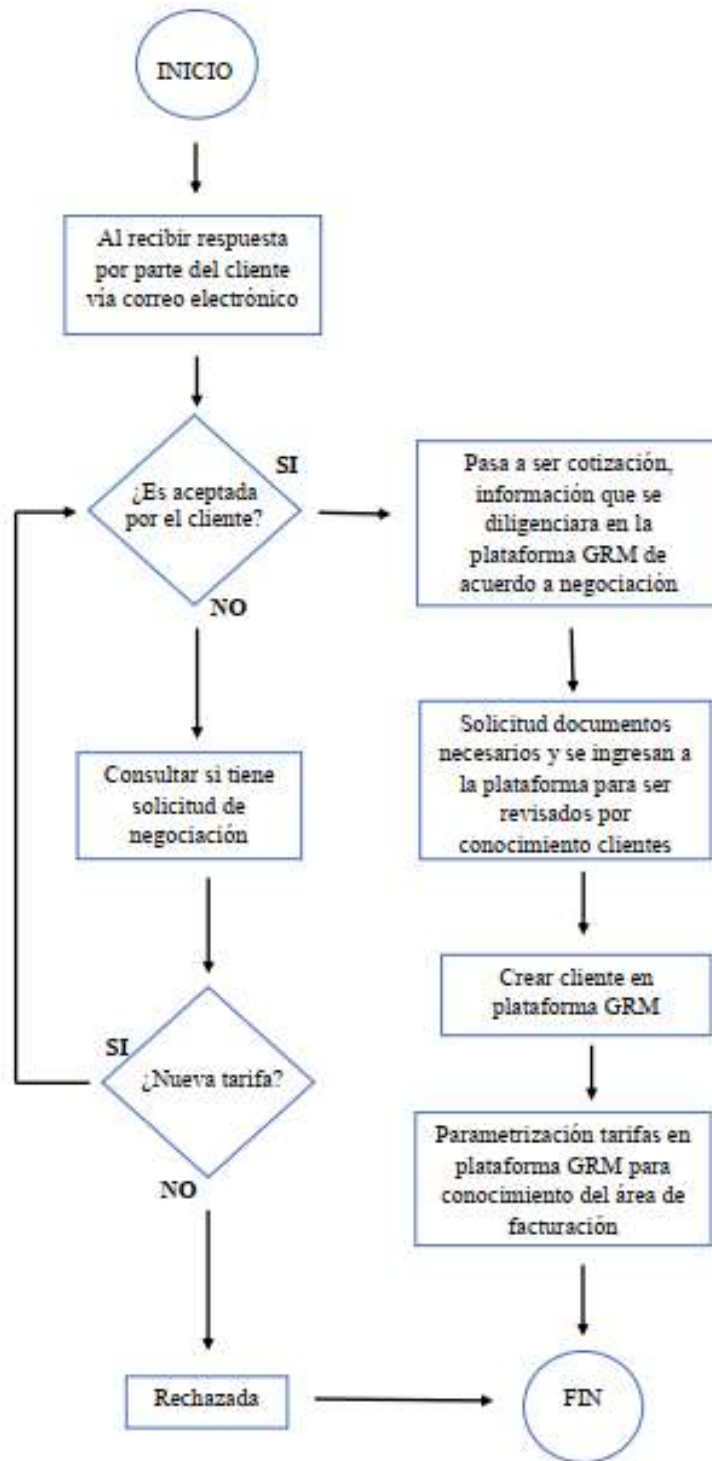 INICIO
Al recibir respuesta
por parte del cliente
vía correo electrónico
¿Es aceptada
por el cliente?
SI
NO
Pasa a ser cotización,
información que se
diligenciara en la
plataforma GRM de
acuerdo a negociación
Solicitud documentos
necesarios y se ingresan a
la plataforma para ser
revisados por
conocimiento clientes
Consultar si tiene
solicitud de
negociación
Crear cliente en
plataforma GRM
SI
¿Nueva tarifa?
NO
Parametrización tarifas en
plataforma GRM para
conocimiento del área de
facturación
Rechazada
FIN